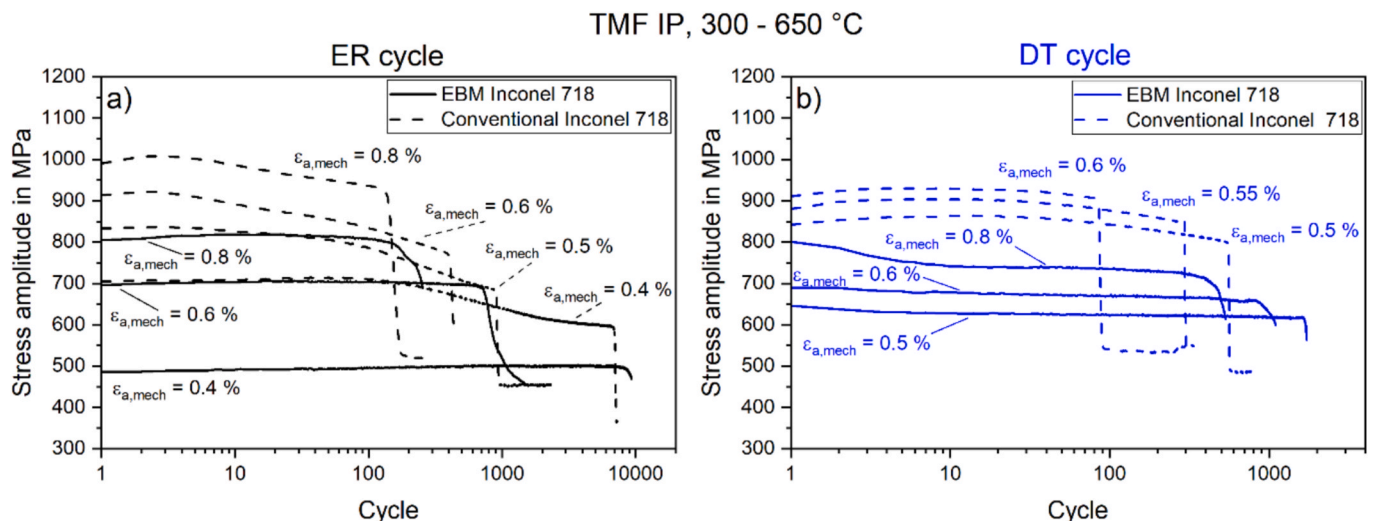 TMF IP, 300 - 650 °C
ER cycle
a)
EBM Inconel 718
Conventional Inconel 718
εa,mech = 0.8 %
εa,mech = 0.6 %
εa,mech = 0.5 %
εa,mech = 0.8 %
εa,mech = 0.4 %
εa,mech = 0.6 %
εa,mech = 0.4 %
1200
1100
1000
900
800
700
600
500
400
300
Stress amplitude in MPa
1 10 100 1000 10000
Cycle
DT cycle
b)
EBM Inconel 718
Conventional Inconel 718
εa,mech = 0.6 %
εa,mech = 0.55 %
εa,mech = 0.8 %
εa,mech = 0.5 %
εa,mech = 0.6 %
εa,mech = 0.5 %
1200
1100
1000
900
800
700
600
500
400
300
Stress amplitude in MPa
1 10 100 1000
Cycle